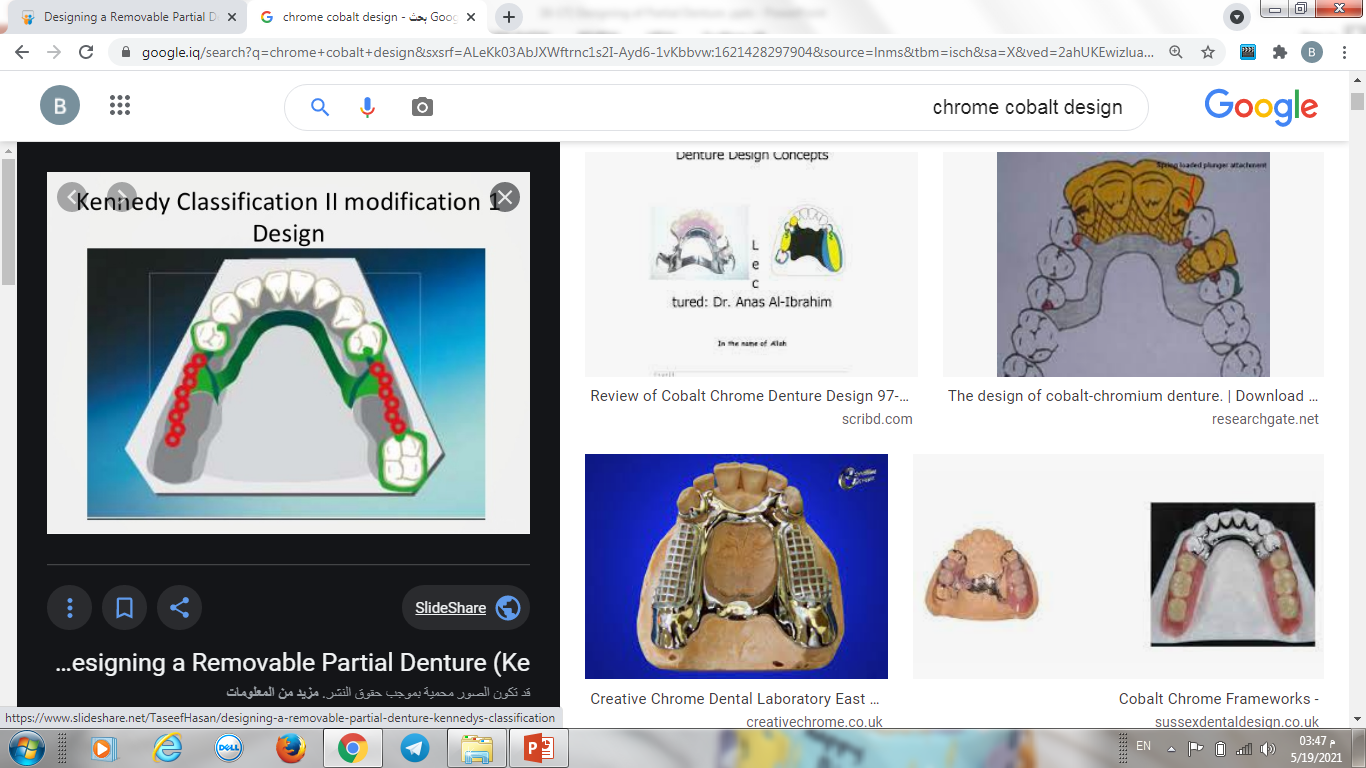 Designing a Removable Partial D
chrome cobalt design - بحث Goog
google.iq/search?q=chrome+cobalt+design&sxsrf=ALeKk03AbJXWftrnc1s2I-Ayd6-1vKbbvw:1621428297904&source=lnms&tbm=isch&sa=X&ved=2ahUKEwizlua...
B
B
chrome cobalt design
Google
Kennedy Classification II modification 1
Design
SlideShare
...esigning a Removable Partial Denture (Ke
قد تكون الصور محمية بموجب حقوق النشر. مزيد من المعلومات
https://www.slideshare.net/TaseefHasan/designing-a-removable-partial-denture-kennedys-classification
Denture Design Concepts
L
e
c
tured: Dr. Anas Al-Ibrahim
In the name of Allah
Review of Cobalt Chrome Denture Design 97-...
scribd.com
Spring loaded plunger attachment
The design of cobalt-chromium denture. | Download ...
researchgate.net
Creative Chrome Dental Laboratory East ...
creativechrome.co.uk
Cobalt Chrome Frameworks -
sussexdentaldesign.co.uk
DELL
EN
03:47 م
5/19/2021